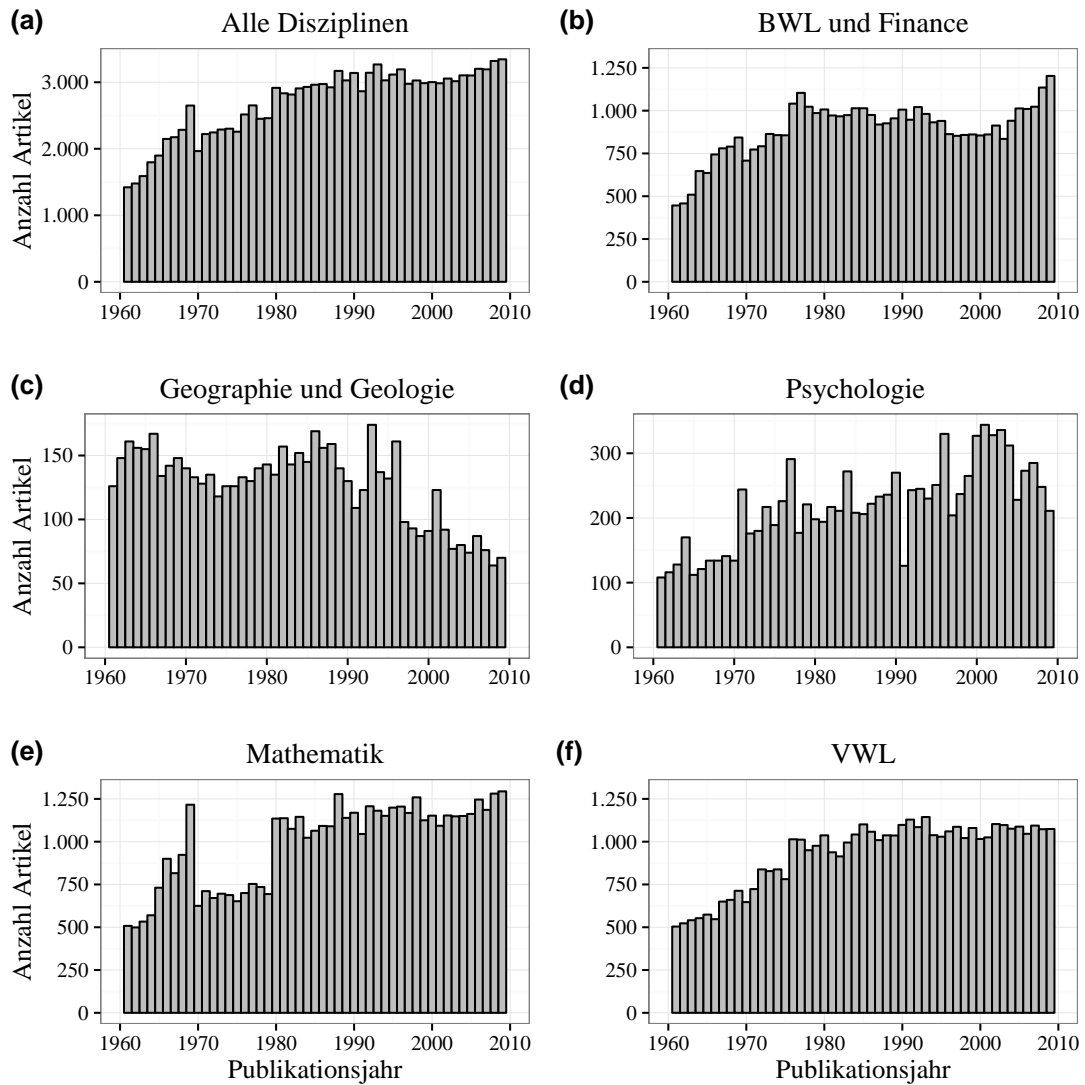 (a) Alle Disziplinen
Anzahl Artikel
3.000
2.000
1.000
0
1960 1970 1980 1990 2000 2010
(b) BWL und Finance
1.250
1.000
750
500
250
0
1960 1970 1980 1990 2000 2010
(c) Geographie und Geologie
Anzahl Artikel
150
100
50
0
1960 1970 1980 1990 2000 2010
(d) Psychologie
300
200
100
0
1960 1970 1980 1990 2000 2010
(e) Mathematik
Anzahl Artikel
1.250
1.000
750
500
250
0
1960 1970 1980 1990 2000 2010
Publikationsjahr
(f) VWL
1.250
1.000
750
500
250
0
1960 1970 1980 1990 2000 2010
Publikationsjahr